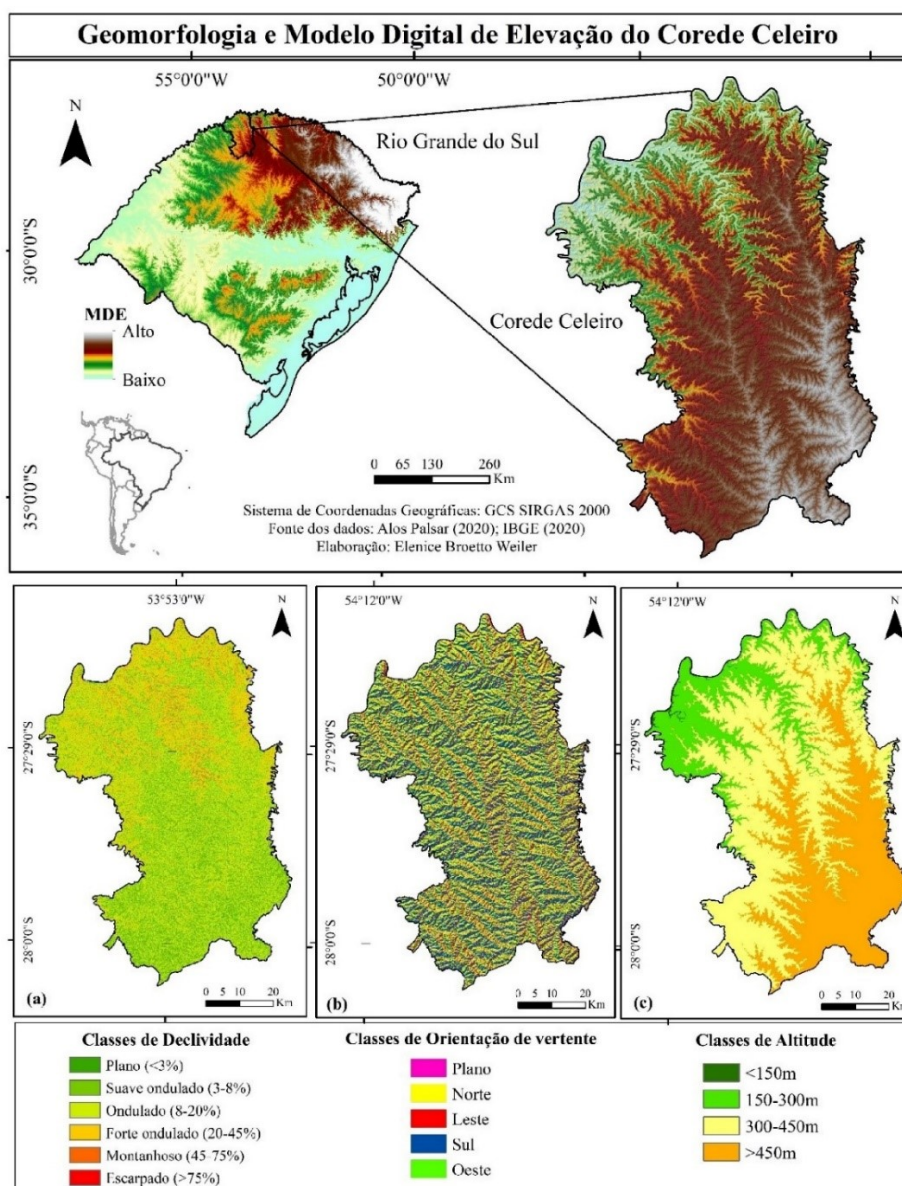 Geomorfologia e Modelo Digital de Elevação do Corede Celeiro
55°0'0"W
50°0'0"W
N
Rio Grande do Sul
30°0'0"S
Corede Celeiro
MDE
Alto
Baixo
0 65 130 260
Km
35°0'0"S
Sistema de Coordenadas Geográficas: GCS SIRGAS 2000
Fonte dos dados: Alos Palsar (2020); IBGE (2020)
Elaboração: Elenice Broetto Weiler
53°53'0"W
N
27°29'0"S
28°0'0"S
0 5 10 20
Km
(a)
54°12'0"W
N
27°29'0"S
28°0'0"S
0 5 10 20
Km
(b)
54°12'0"W
N
27°29'0"S
28°0'0"S
0 5 10 20
Km
(c)
Classes de Declividade
Plano (<3%)
Suave ondulado (3-8%)
Ondulado (8-20%)
Forte ondulado (20-45%)
Montanhoso (45-75%)
Escarpado (>75%)
Classes de Orientação de vertente
Plano
Norte
Leste
Sul
Oeste
Classes de Altitude
<150m
150-300m
300-450m
>450m